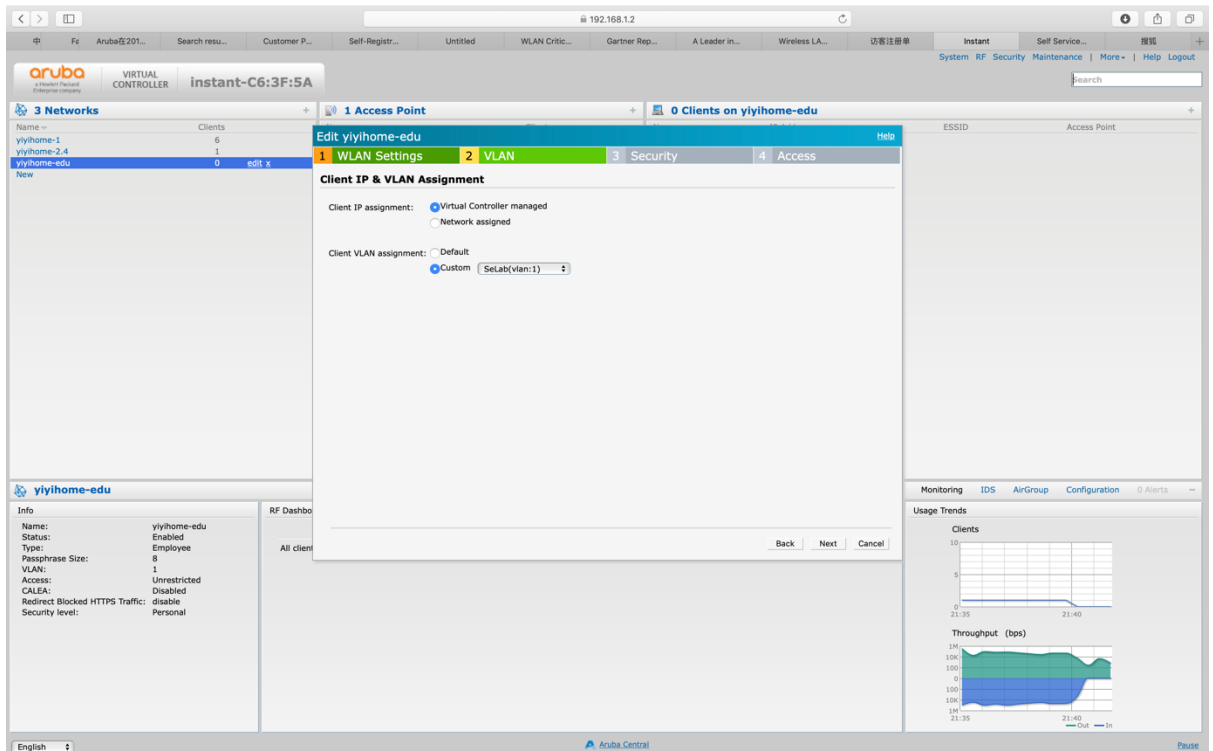 192.168.1.2
中 Fε Aruba在201... Search resu... Customer P... Self-Registr... Untitled WLAN Critic... Gartner Rep... A Leader in... Wireless LA... 访客注册单 Instant Self Service... 搜狐
System RF Security Maintenance | More | Help Logout
aruba
a Hewlett Packard
Enterprise company
VIRTUAL
CONTROLLER
instant-C6:3F:5A
Search
3 Networks +
1 Access Point +
0 Clients on yiyihome-edu +
Name Clients
yiyihome-1 6
yiyihome-2.4 1
yiyihome-edu 0 edit x
New
ESSID Access Point
Edit yiyihome-edu Help
1 WLAN Settings 2 VLAN 3 Security 4 Access
Client IP & VLAN Assignment
Client IP assignment: Virtual Controller managed
Network assigned
Client VLAN assignment: Default
Custom SeLab(vlan:1)
Back Next Cancel
yiyihome-edu
Monitoring IDS AirGroup Configuration 0 Alerts
Info
Name: yiyihome-edu
Status: Enabled
Type: Employee
Passphrase Size: 8
VLAN: 1
Access: Unrestricted
CALEA: Disabled
Redirect Blocked HTTPS Traffic: disable
Security level: Personal
RF Dashbo
All client
Usage Trends
Clients
10
5
0
21:35 21:40
Throughput (bps)
1M
10K
100
0
100
10K
1M
21:35 21:40
Out In
English
Aruba Central
Pause